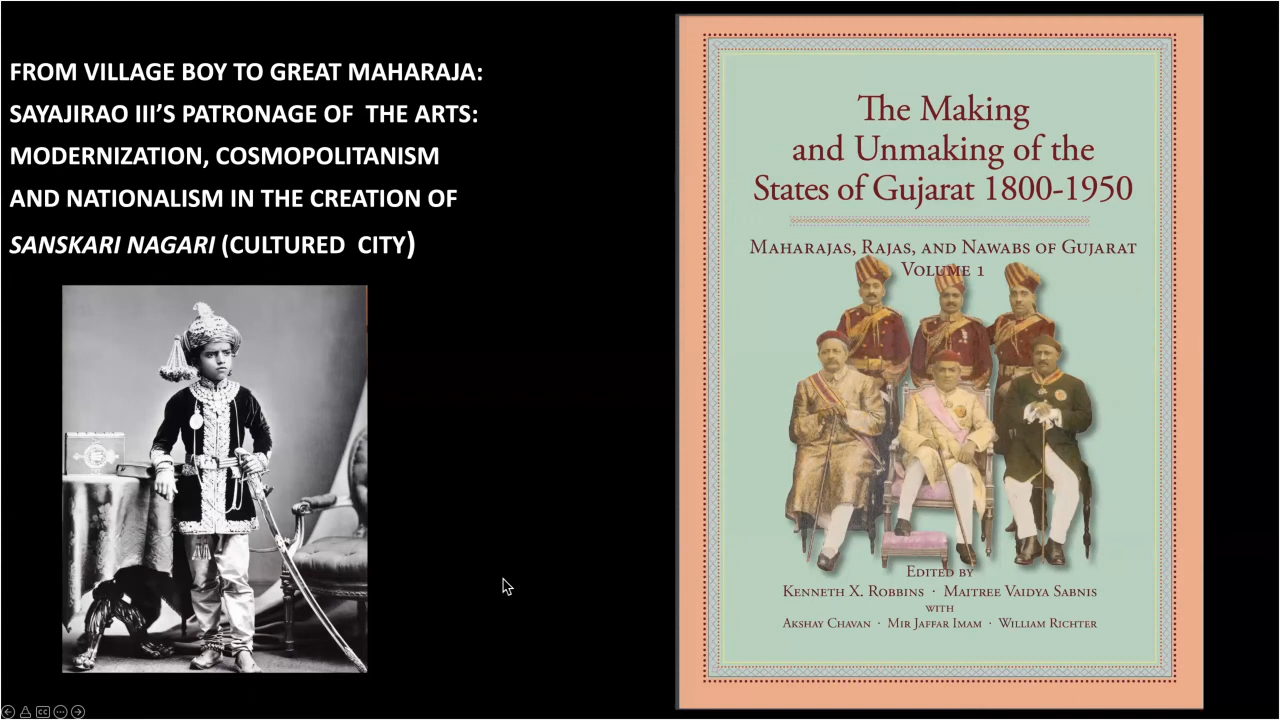 FROM VILLAGE BOY TO GREAT MAHARAJA:
SAYAJIRAO III'S PATRONAGE OF THE ARTS:
MODERNIZATION, COSMOPOLITANISM
AND NATIONALISM IN THE CREATION OF
SANSKARI NAGARI (CULTURED CITY)
The Making
and Unmaking of the
States of Gujarat 1800-1950
Maharajas, Rajas, and Nawabs of Gujarat
Volume 1
Edited by
Kenneth X. Robbins · Maitree Vaidya Sabnis
with
Akshay Chavan · Mir Jaffar Imam · William Richter
CC